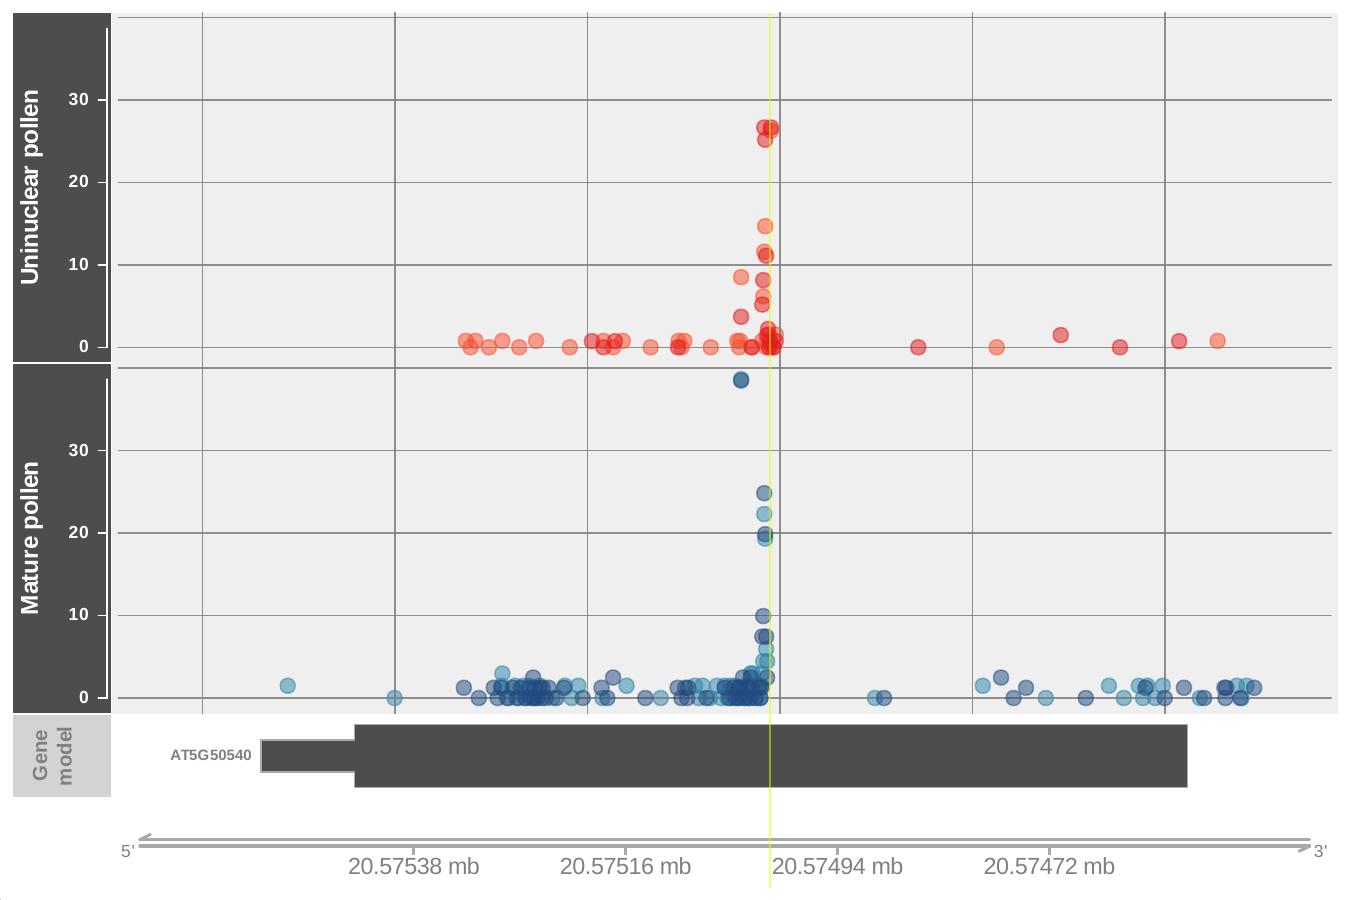 Uninuclear pollen
30
20
10
0
Mature pollen
30
20
10
0
Gene
model
AT5G50540
5'
3'
20.57538 mb
20.57516 mb
20.57494 mb
20.57472 mb